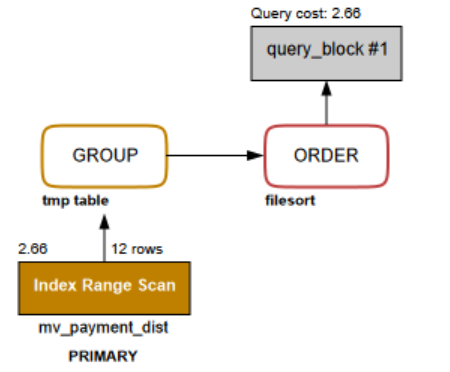 Query cost: 2.66
query_block #1
GROUP
ORDER
tmp table
filesort
2.66
12 rows
Index Range Scan
mv_payment_dist
PRIMARY